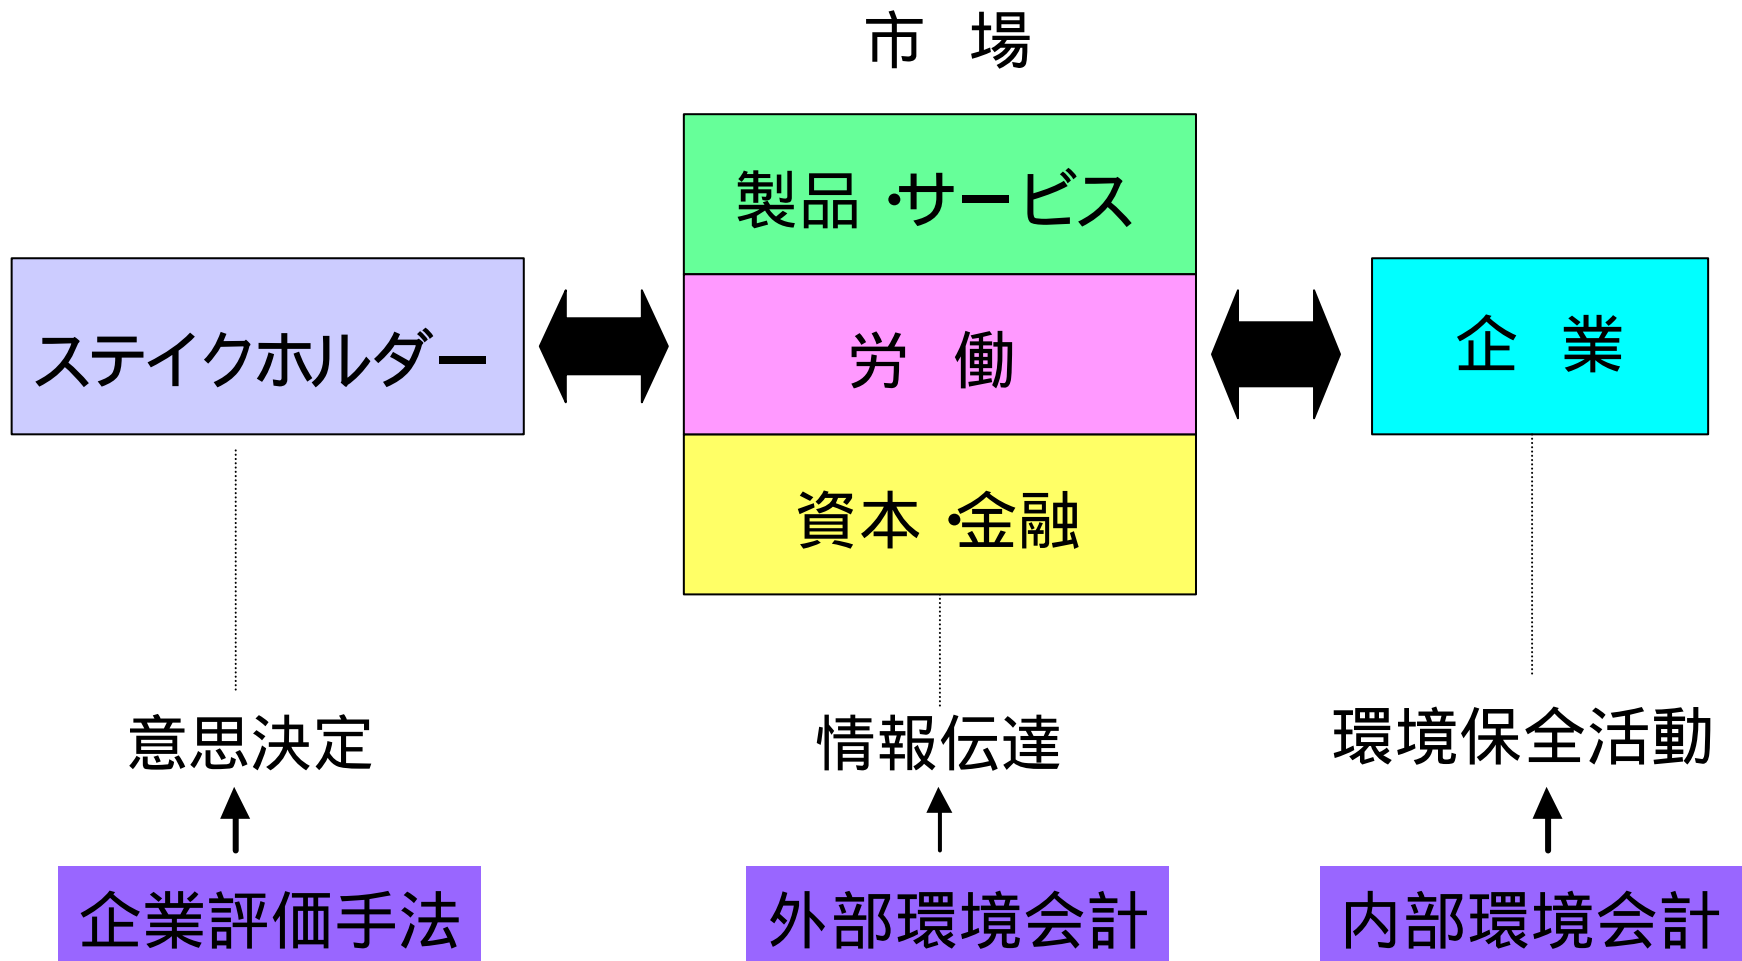 市 場
製品・サービス
ステイクホルダー
労 働
企 業
資本・金融
意思決定
情報伝達
環境保全活動
企業評価手法
外部環境会計
内部環境会計